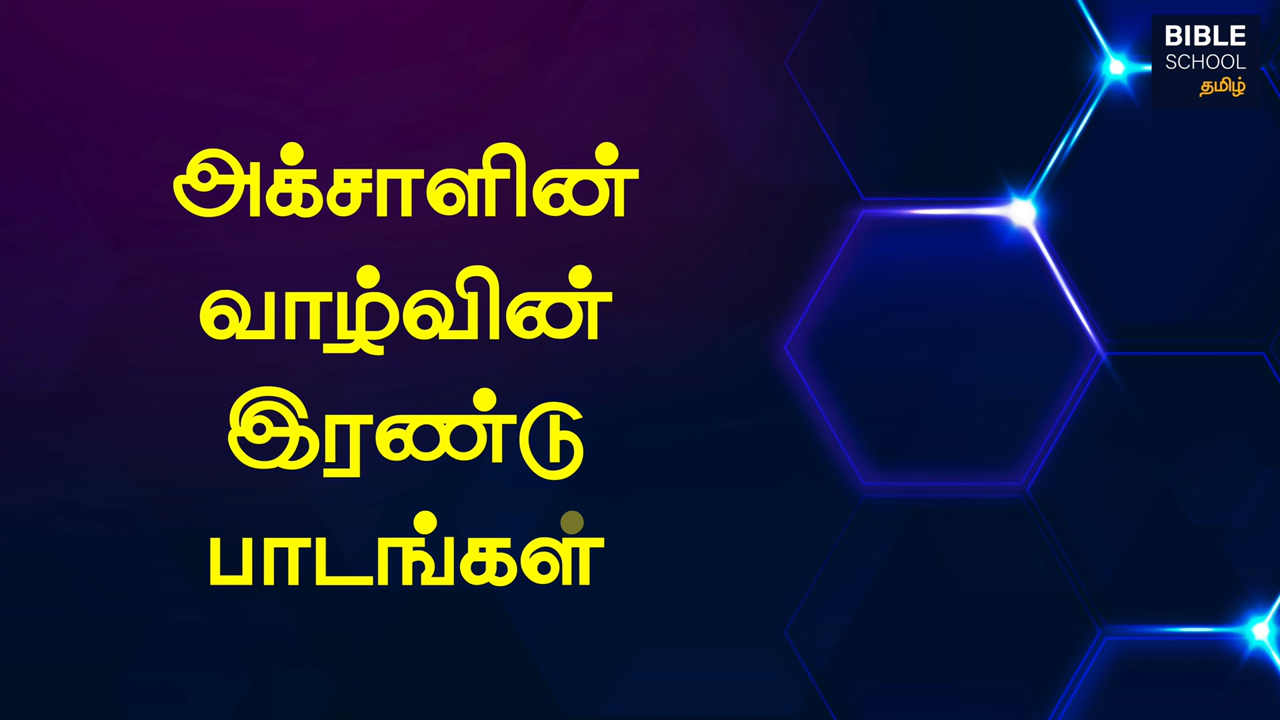 BIBLE
SCHOOL
தமிழ்
அக்சாளின்
வாழ்வின்
இரண்டு
பாடங்கள்